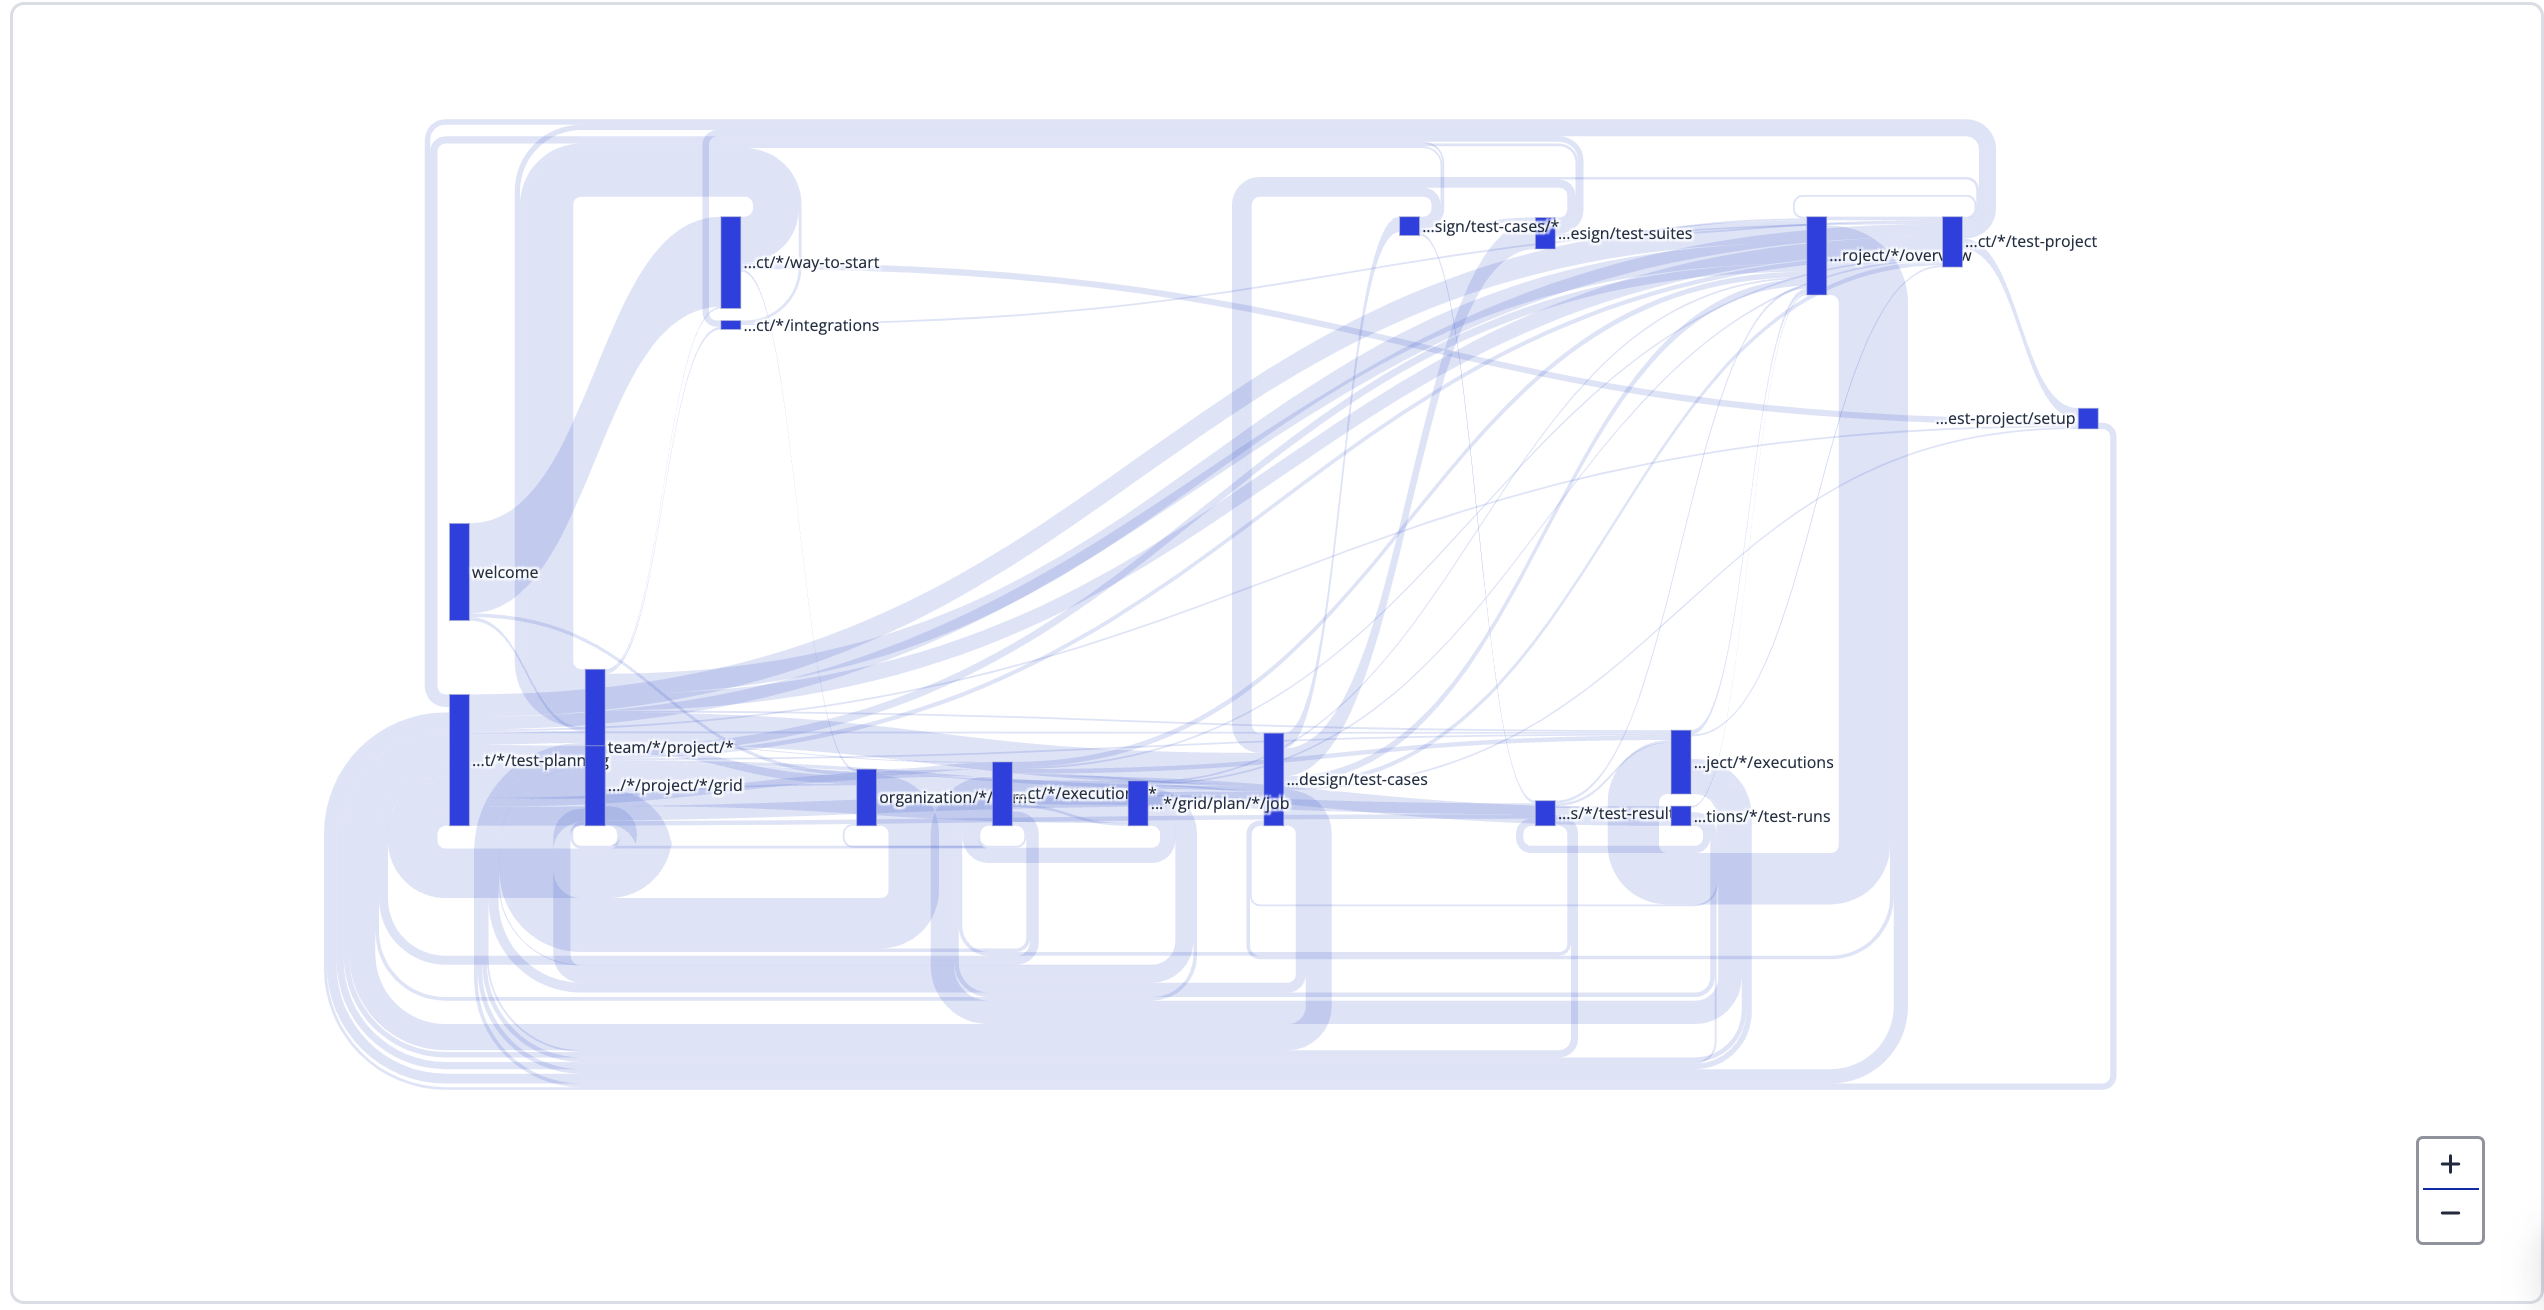 ...sign/test-cases/*
...esign/test-suites
...ct/*/test-project
...roject/*/overview
...ct/*/way-to-start
...ct/*/integrations
...est-project/setup
welcome
team/*/project/*
...t/*/test-planning
.../*/project/*/grid
...ject/*/executions
...design/test-cases
organization/*/
...ct/*/execution
*
...*/grid/plan/*/job
...s/*/test-result
...tions/*/test-runs
+
−